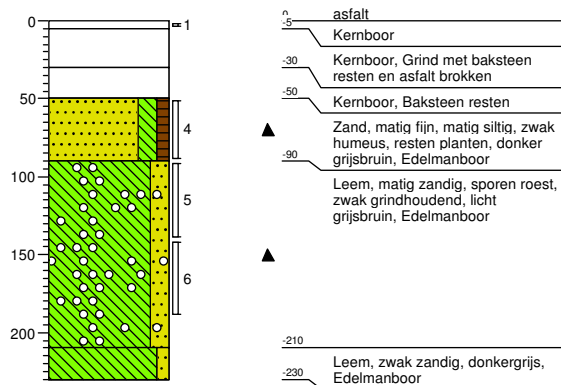 0
50
100
150
200
1
4
5
6
0
asfalt
-5
Kernboor
-30
Kernboor, Grind met baksteen
resten en asfalt brokken
-50
Kernboor, Baksteen resten
Zand, matig fijn, matig siltig, zwak
humeus, resten planten, donker
grijsbruin, Edelmanboor
-90
Leem, matig zandig, sporen roest,
zwak grindhoudend, licht
grijsbruin, Edelmanboor
-210
Leem, zwak zandig, donkergrijs,
Edelmanboor
-230